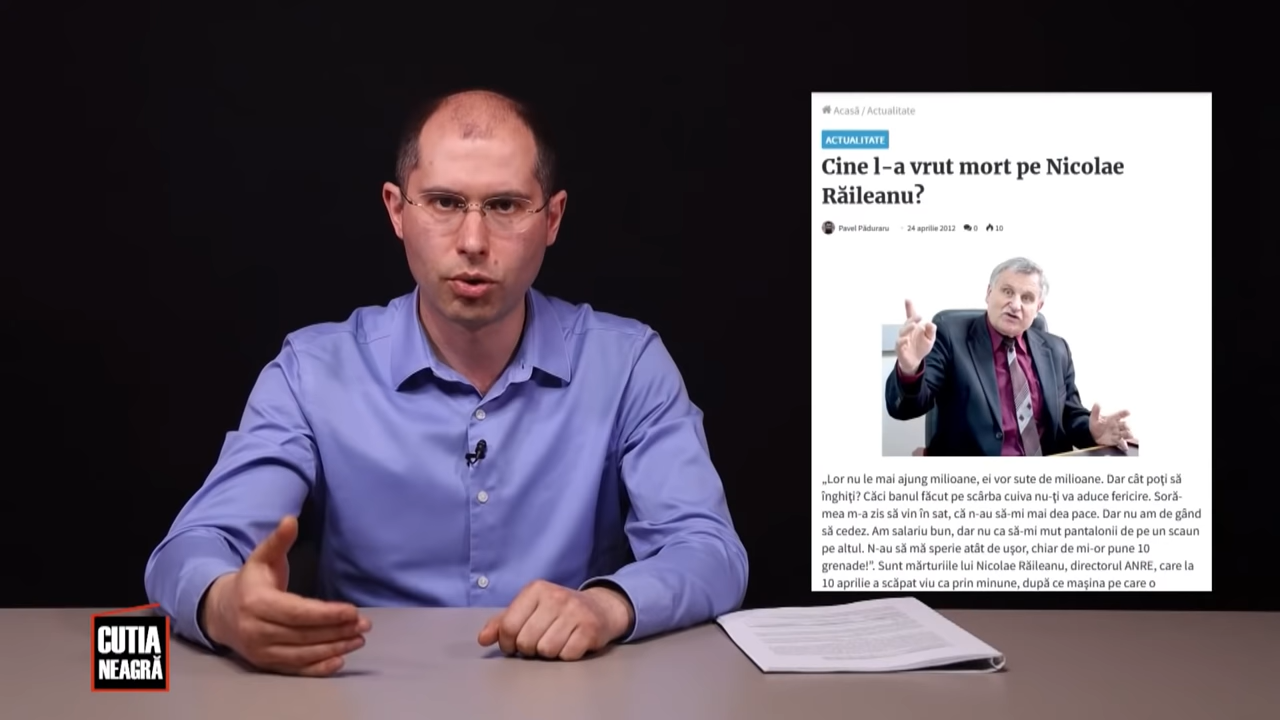 Acasă / Actualitate
ACTUALITATE
Cine l-a vrut mort pe Nicolae
Răileanu?
Pavel Păduraru · 24 aprilie 2012 0 10
„Lor nu le mai ajung milioane, ei vor sute de milioane. Dar cât poți să
înghiți? Căci banul făcut pe scârba cuiva nu-ți va aduce fericire. Soră-
mea m-a zis să vin în sat, că n-au să-mi mai dea pace. Dar nu am de gând
să cedez. Am salariu bun, dar nu ca să-mi mut pantalonii de pe un scaun
pe altul. N-au să mă sperie atât de ușor, chiar de mi-or pune 10
grenade!". Sunt mărturiile lui Nicolae Răileanu, directorul ANRE, care la
10 aprilie a scăpat viu ca prin minune, după ce mașina pe care o
CUTIA
NEAGRĂ